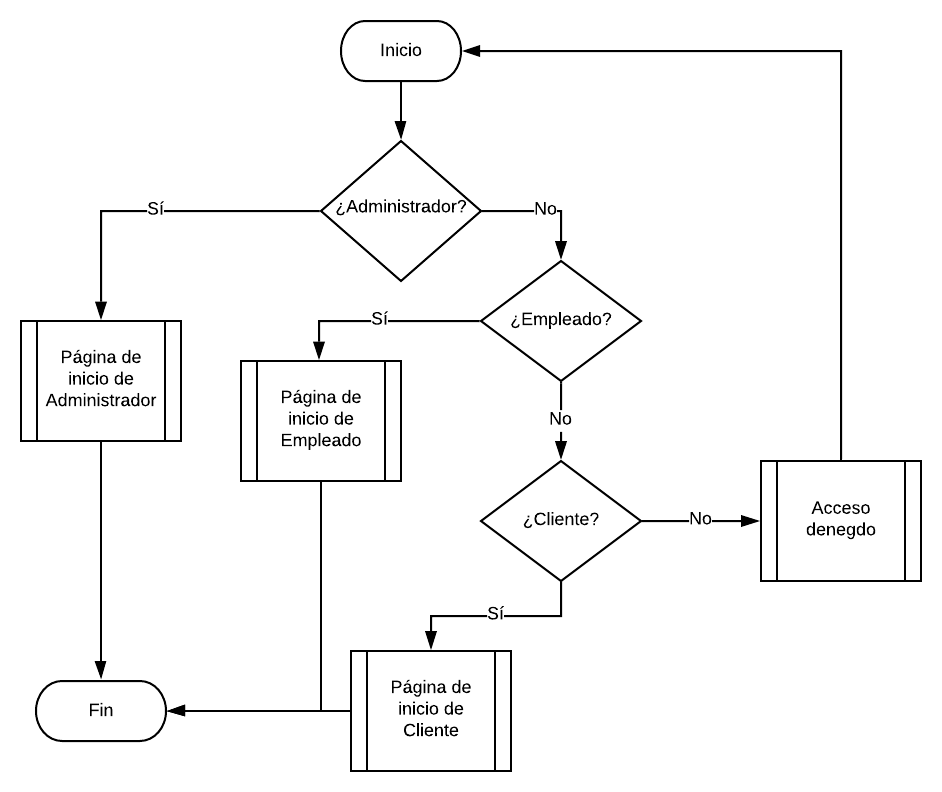 Inicio
¿Administrador?
Sí
No
¿Empleado?
Sí
Página de
inicio de
Administrador
Página de
inicio de
Empleado
No
¿Cliente?
No
Acceso
denegdo
Sí
Página de
inicio de
Cliente
Fin